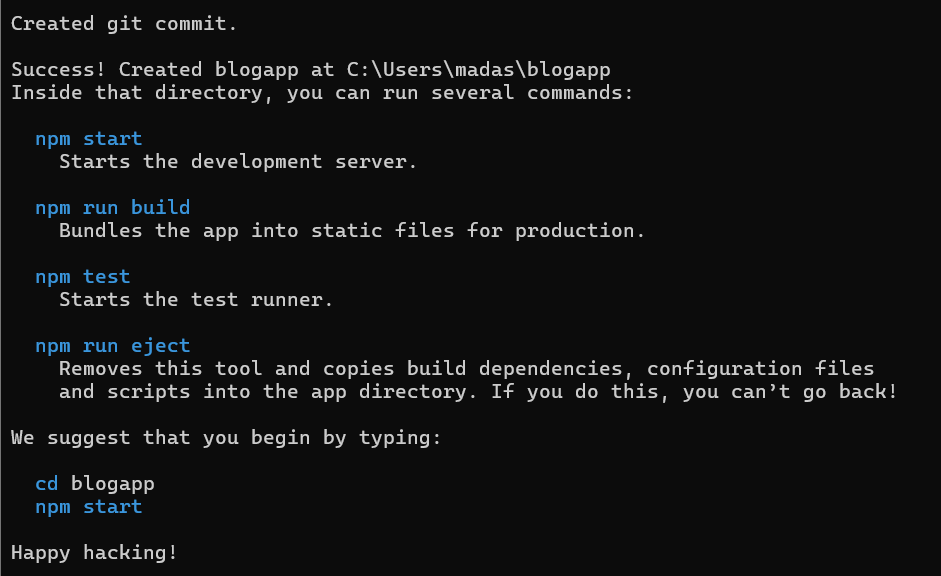 Created git commit.
Success! Created blogapp at C:\Users\madas\blogapp
Inside that directory, you can run several commands:
npm start
Starts the development server.
npm run build
Bundles the app into static files for production.
npm test
Starts the test runner.
npm run eject
Removes this tool and copies build dependencies, configuration files
and scripts into the app directory. If you do this, you can’t go back!
We suggest that you begin by typing:
cd blogapp
npm start
Happy hacking!